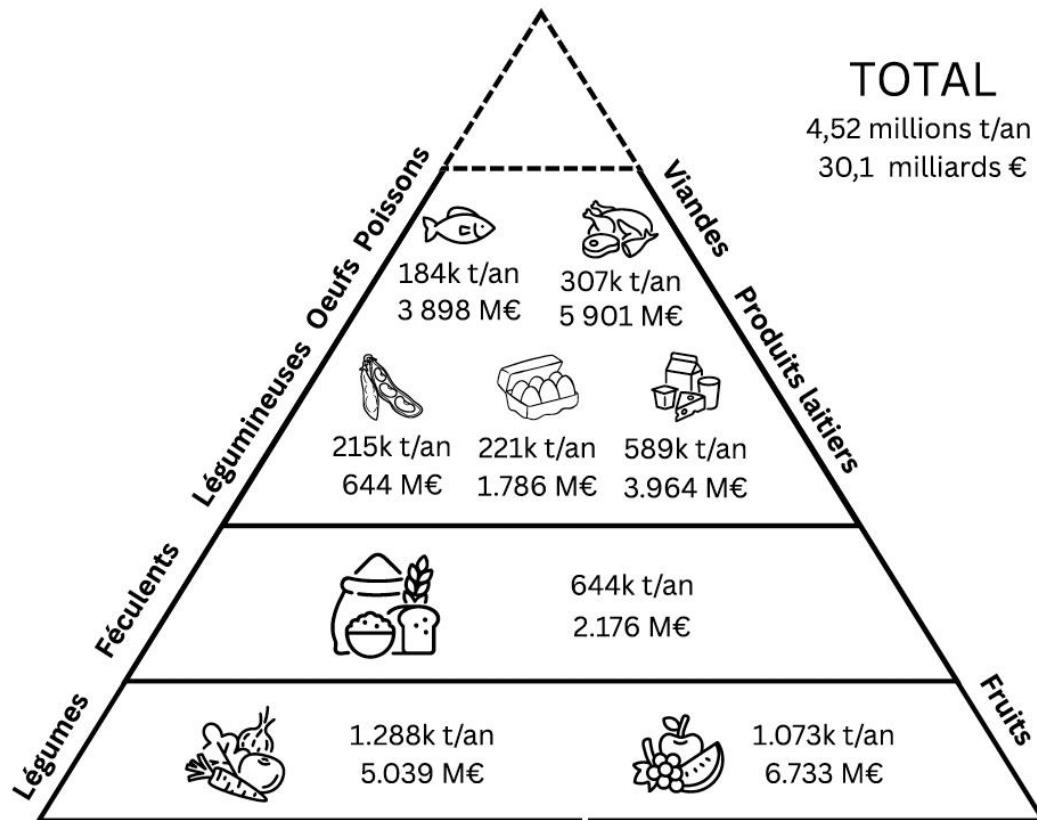 TOTAL
4,52 millions t/an
30,1 milliards €
Poissons
Viandes
184k t/an
3 898 M€
307k t/an
5 901 M€
Oeufs
Légumineuses
Produits laitiers
215k t/an
644 M€
221k t/an
1.786 M€
589k t/an
3.964 M€
Féculents
644k t/an
2.176 M€
Légumes
1.288k t/an
5.039 M€
1.073k t/an
6.733 M€
Fruits